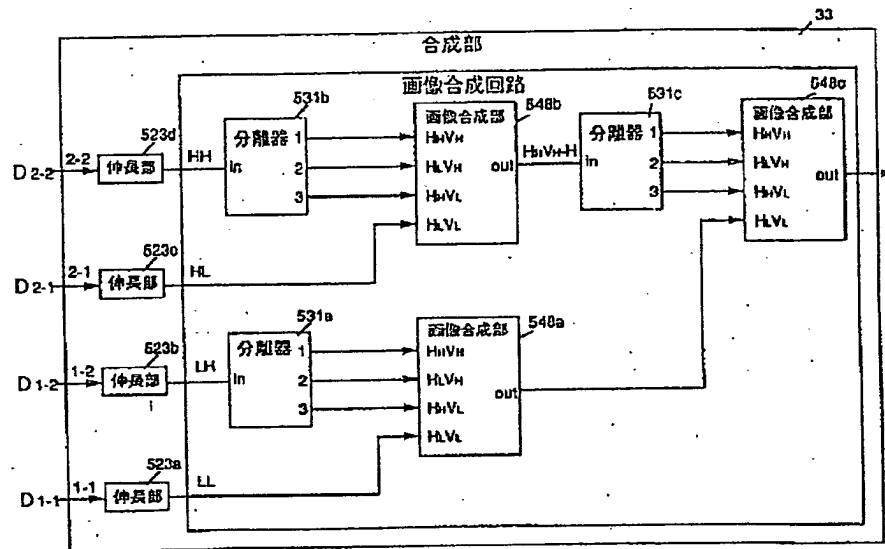 33
合成部
画像合成回路
D 2-2
2-2
523d
伸長部
HH
531b
分離器
in
1
2
3
画像合成部
548b
HHVH
HLVH
HHVL
HLVL
out
HHVH-H
531c
分離器
in
1
2
3
548c
画像合成部
HHVH
HLVH
HHVL
HLVL
out
D 2-1
2-1
523c
伸長部
HL
D 1-2
1-2
523b
伸長部
LH
531a
分離器
in
1
2
3
画像合成部
548a
HHVH
HLVH
HHVL
HLVL
out
D 1-1
1-1
523a
伸長部
LL